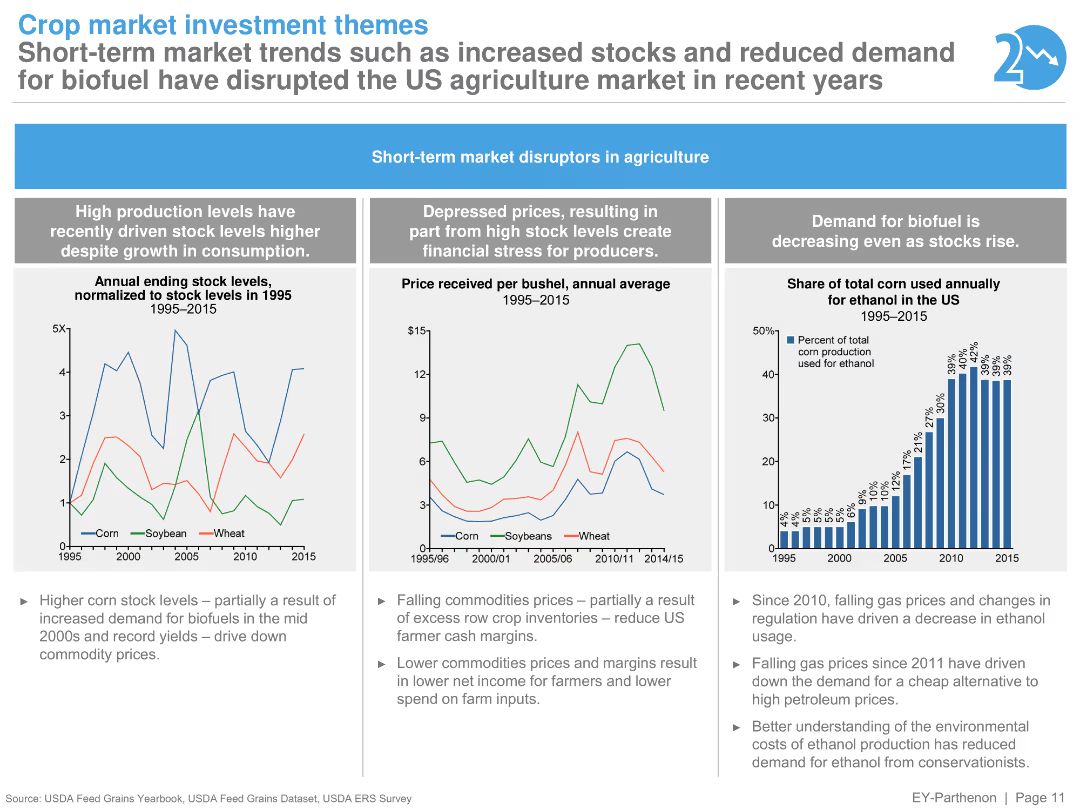 Crop market investment themes
Short-term market trends such as increased stocks and reduced demand
for biofuel have disrupted the US agriculture market in recent years
2
Short-term market disruptors in agriculture
High production levels have
recently driven stock levels higher
despite growth in consumption.
Annual ending stock levels,
normalized to stock levels in 1995
1995–2015
5X
4
3
2
1
0
Corn Soybean Wheat
1995 2000 2005 2010 2015
► Higher corn stock levels – partially a result of
increased demand for biofuels in the mid
2000s and record yields – drive down
commodity prices.
Depressed prices, resulting in
part from high stock levels create
financial stress for producers.
Price received per bushel, annual average
1995–2015
$15
12
9
6
3
0
Corn Soybeans Wheat
1995/96 2000/01 2005/06 2010/11 2014/15
► Falling commodities prices – partially a result
of excess row crop inventories – reduce US
farmer cash margins.
► Lower commodities prices and margins result
in lower net income for farmers and lower
spend on farm inputs.
Demand for biofuel is
decreasing even as stocks rise.
Share of total corn used annually
for ethanol in the US
1995–2015
50%
40
30
20
10
0
Percent of total
corn production
used for ethanol
4% 4% 5% 5% 5% 5% 6% 9% 10% 10% 12% 17% 21% 27% 30% 39% 40% 42% 39% 39% 39%
1995 2000 2005 2010 2015
► Since 2010, falling gas prices and changes in
regulation have driven a decrease in ethanol
usage.
► Falling gas prices since 2011 have driven
down the demand for a cheap alternative to
high petroleum prices.
► Better understanding of the environmental
costs of ethanol production has reduced
demand for ethanol from conservationists.
Source: USDA Feed Grains Yearbook, USDA Feed Grains Dataset, USDA ERS Survey
EY-Parthenon | Page 11